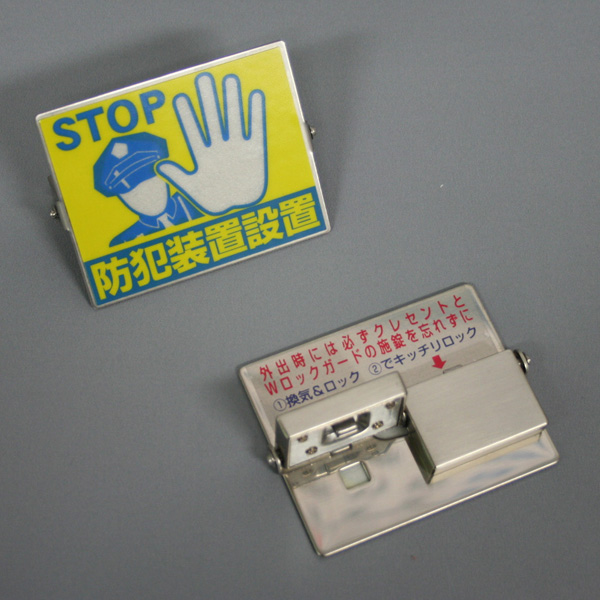 STOP
防犯装置設置
外出時には必ずクレセントと
Wロックガードの施錠を忘れずに
①換気&ロック ②でキッチリロック